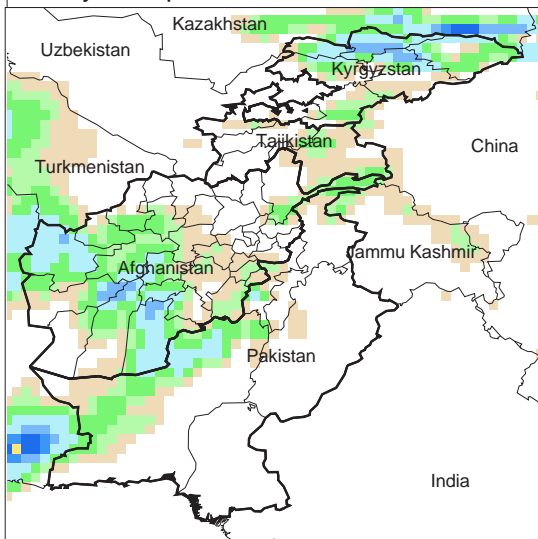 Kazakhstan
Uzbekistan
Kyrgyzstan
Tajikistan
China
Turkmenistan
Jammu Kashmir
Afghanistan
Pakistan
India